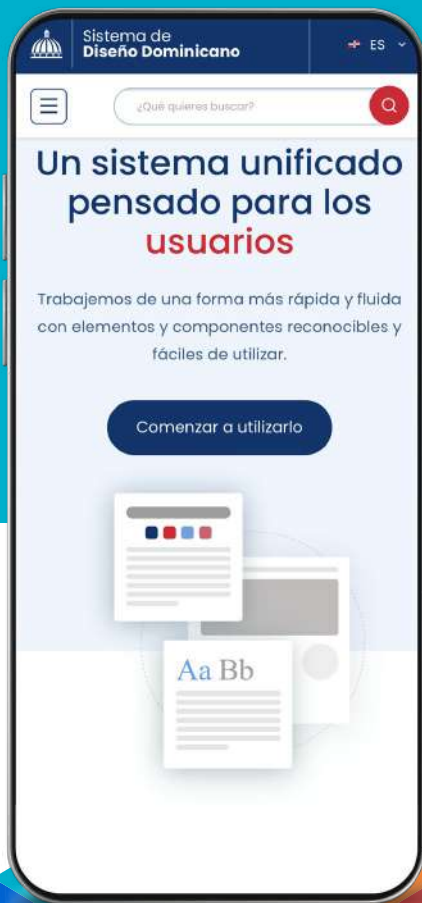 Sistema de
Diseño Dominicano
ES
¿Qué quieres buscar?
Un sistema unificado
pensado para los
usuarios
Trabajemos de una forma más rápida y fluida
con elementos y componentes reconocibles y
fáciles de utilizar.
Comenzar a utilizarlo
Aa Bb